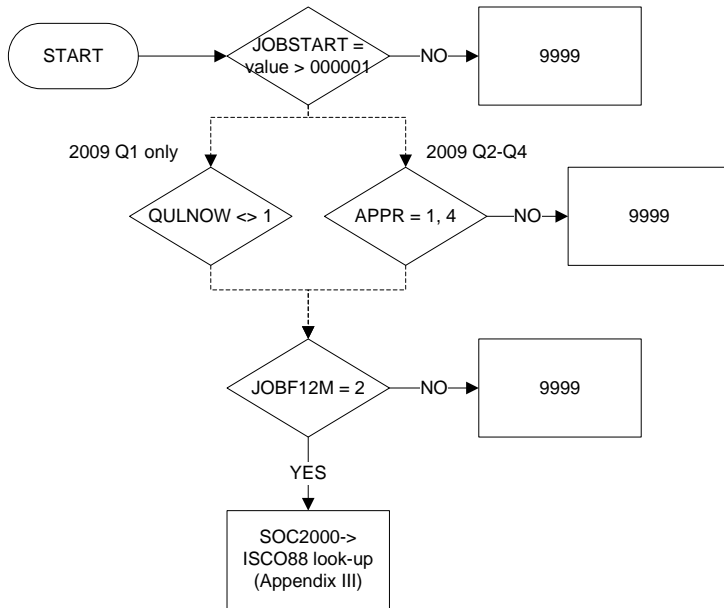 START
JOBSTART =
value > 000001
NO
9999
2009 Q1 only
2009 Q2-Q4
QULNOW <> 1
APPR = 1, 4
NO
9999
JOBF12M = 2
NO
9999
YES
SOC2000->
ISCO88 look-up
(Appendix III)